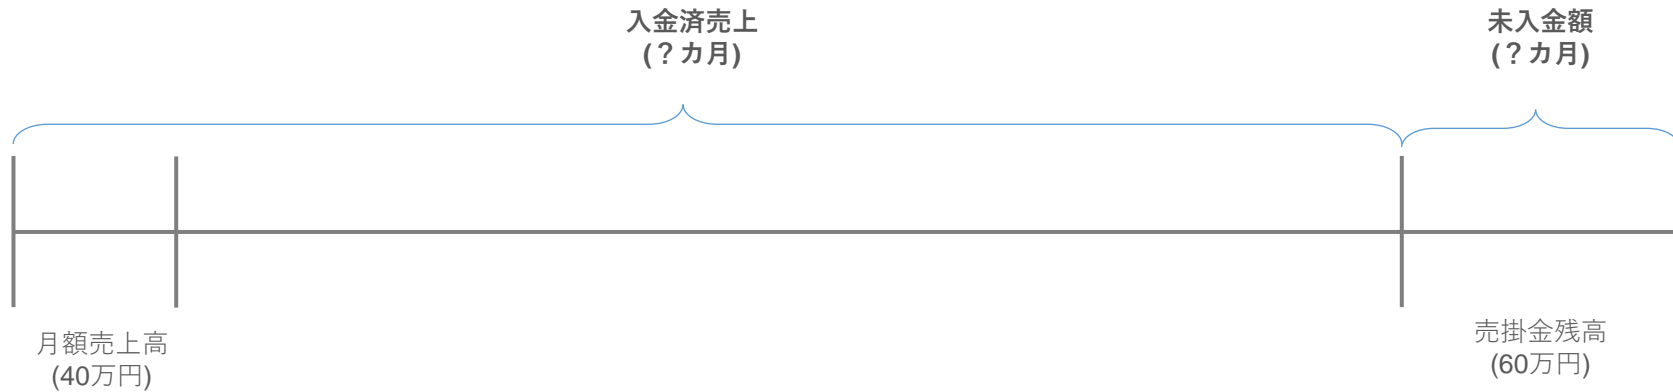 入金済売上
(？カ月)
未入金額
(？カ月)
月額売上高
(40万円)
売掛金残高
(60万円)